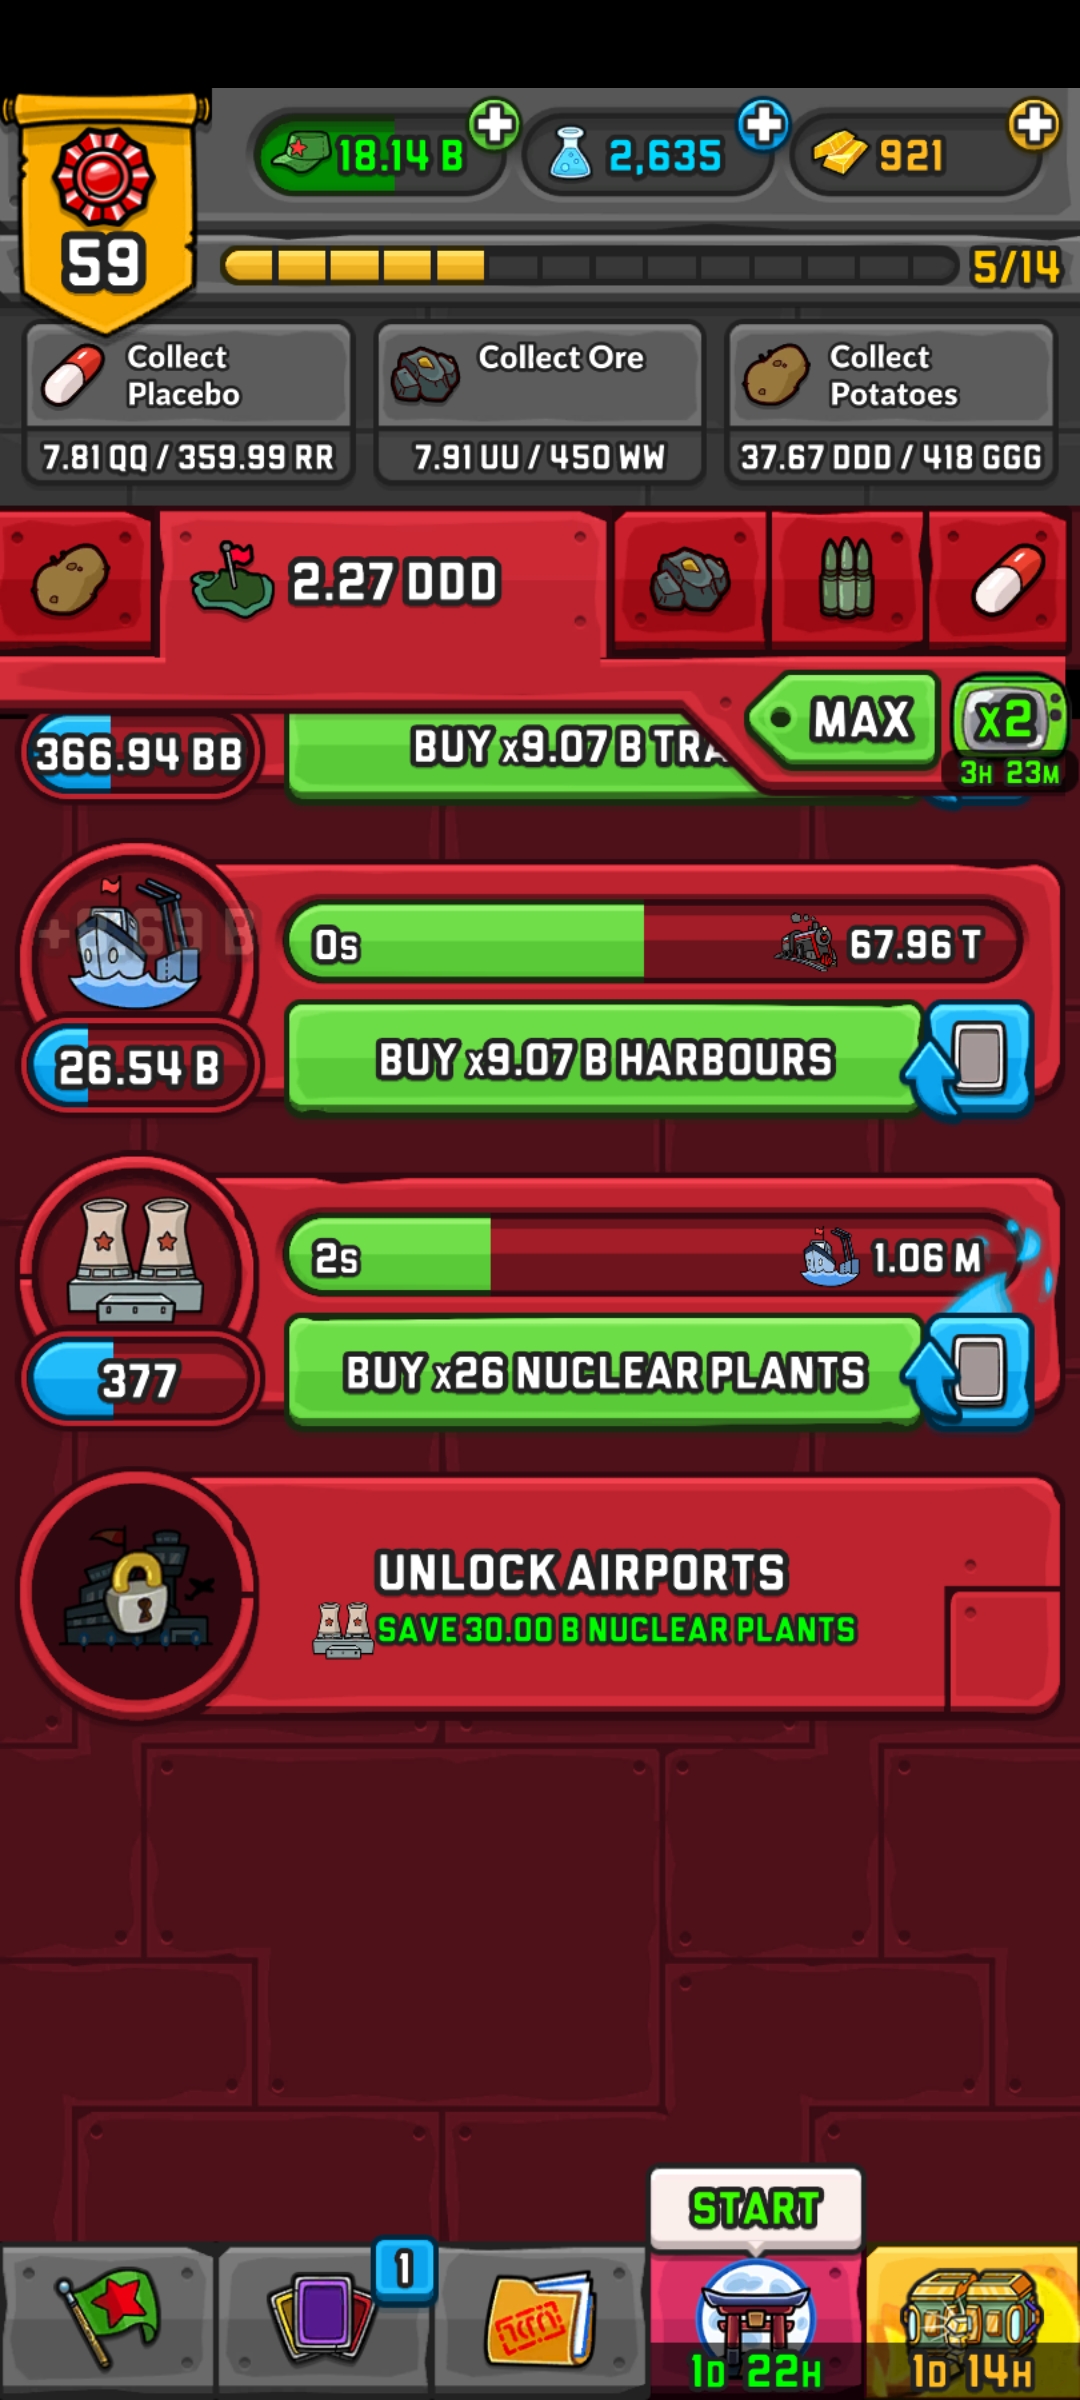 59
18.14 B
2,635
921
5/14
Collect
Placebo
7.81 QQ / 359.99 RR
Collect Ore
7.91 UU / 450 WW
Collect
Potatoes
37.67 DDD / 418 GGG
2.27 DDD
MAX
x2
3H 23M
366.94 BB
BUY x9.07 B TRA
0s
67.96 T
26.54 B
BUY x9.07 B HARBOURS
2s
1.06 M
377
BUY x26 NUCLEAR PLANTS
UNLOCK AIRPORTS
SAVE 30.00 B NUCLEAR PLANTS
START
1
1D 22H
1D 14H